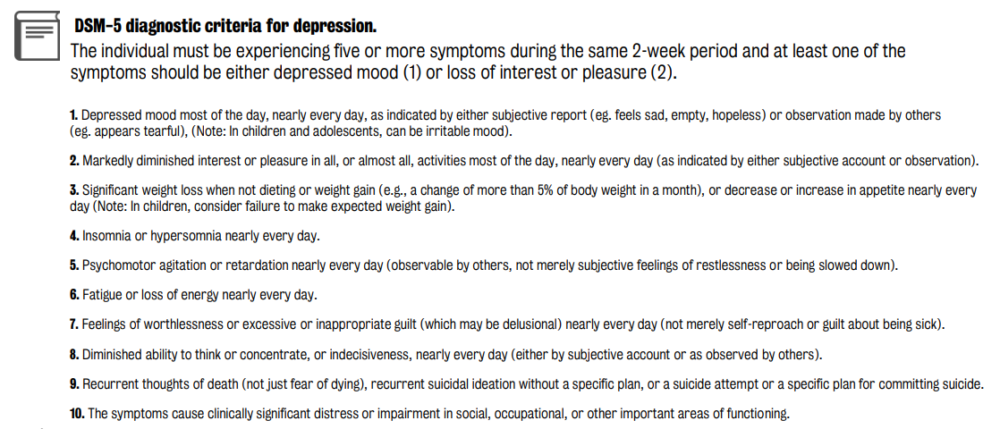 DSM-5 diagnostic criteria for depression.
The individual must be experiencing five or more symptoms during the same 2-week period and at least one of the
symptoms should be either depressed mood (1) or loss of interest or pleasure (2).
1. Depressed mood most of the day, nearly every day, as indicated by either subjective report (eg. feels sad, empty, hopeless) or observation made by others
(eg. appears tearful), (Note: In children and adolescents, can be irritable mood).
2. Markedly diminished interest or pleasure in all, or almost all, activities most of the day, nearly every day (as indicated by either subjective account or observation).
3. Significant weight loss when not dieting or weight gain (e.g., a change of more than 5% of body weight in a month), or decrease or increase in appetite nearly every
day (Note: In children, consider failure to make expected weight gain).
4. Insomnia or hypersomnia nearly every day.
5. Psychomotor agitation or retardation nearly every day (observable by others, not merely subjective feelings of restlessness or being slowed down).
6. Fatigue or loss of energy nearly every day.
7. Feelings of worthlessness or excessive or inappropriate guilt (which may be delusional) nearly every day (not merely self-reproach or guilt about being sick).
8. Diminished ability to think or concentrate, or indecisiveness, nearly every day (either by subjective account or as observed by others).
9. Recurrent thoughts of death (not just fear of dying), recurrent suicidal ideation without a specific plan, or a suicide attempt or a specific plan for committing suicide.
10. The symptoms cause clinically significant distress or impairment in social, occupational, or other important areas of functioning.